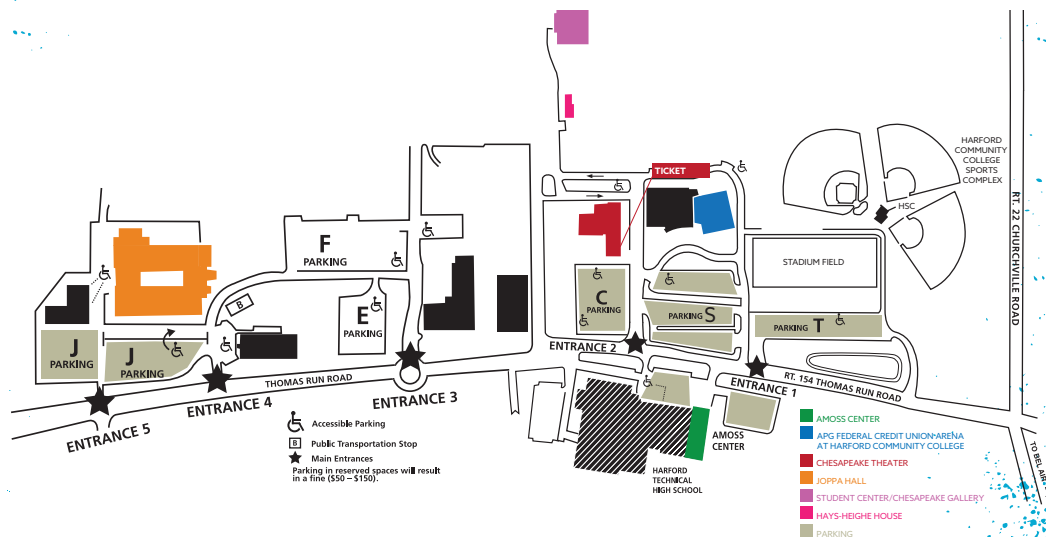 TICKET
HARFORD
COMMUNITY
COLLEGE
SPORTS
COMPLEX
HSC
RT. 22 CHURCHVILLE ROAD
STADIUM FIELD
F
PARKING
E
PARKING
C
PARKING
PARKING S
PARKING T
J
PARKING
J
PARKING
B
ENTRANCE 2
ENTRANCE 1
RT. 154 THOMAS RUN ROAD
THOMAS RUN ROAD
ENTRANCE 3
ENTRANCE 4
ENTRANCE 5
Accessible Parking
B Public Transportation Stop
Main Entrances
Parking in reserved spaces will result
in a fine ($50 – $150).
AMOSS
CENTER
HARFORD
TECHNICAL
HIGH SCHOOL
TO BEL AIR
AMOSS CENTER
APG FEDERAL CREDIT UNION ARENA
AT HARFORD COMMUNITY COLLEGE
CHESAPEAKE THEATER
JOPPA HALL
STUDENT CENTER/CHESAPEAKE GALLERY
HAYS-HEIGHE HOUSE
PARKING